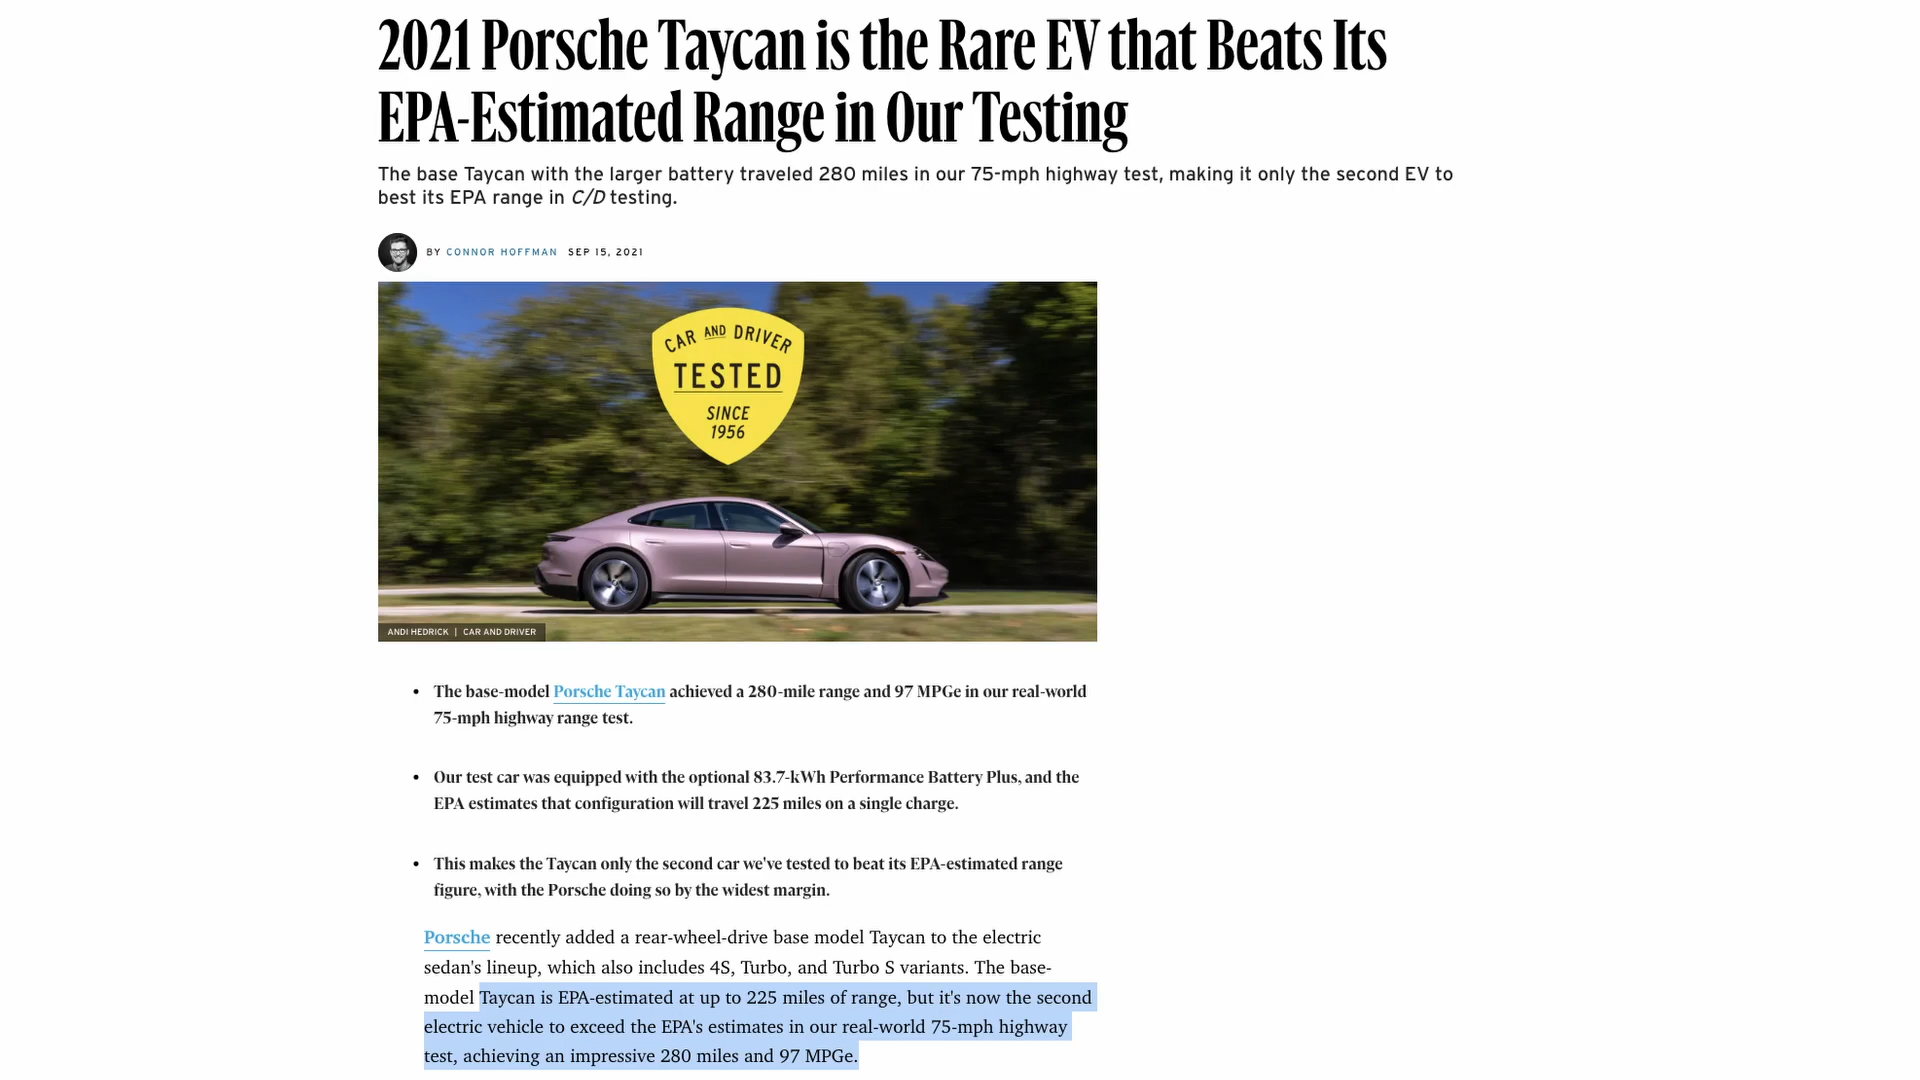 2021 Porsche Taycan is the Rare EV that Beats Its
EPA-Estimated Range in Our Testing
The base Taycan with the larger battery traveled 280 miles in our 75-mph highway test, making it only the second EV to
best its EPA range in C/D testing.
BY CONNOR HOFFMAN SEP 15, 2021
CAR AND DRIVER
TESTED
SINCE
1956
ANDI HEDRICK | CAR AND DRIVER
• The base-model Porsche Taycan achieved a 280-mile range and 97 MPGe in our real-world
75-mph highway range test.
• Our test car was equipped with the optional 83.7-kWh Performance Battery Plus, and the
EPA estimates that configuration will travel 225 miles on a single charge.
• This makes the Taycan only the second car we've tested to beat its EPA-estimated range
figure, with the Porsche doing so by the widest margin.
Porsche recently added a rear-wheel-drive base model Taycan to the electric
sedan's lineup, which also includes 4S, Turbo, and Turbo S variants. The base-
model Taycan is EPA-estimated at up to 225 miles of range, but it's now the second
electric vehicle to exceed the EPA's estimates in our real-world 75-mph highway
test, achieving an impressive 280 miles and 97 MPGe.